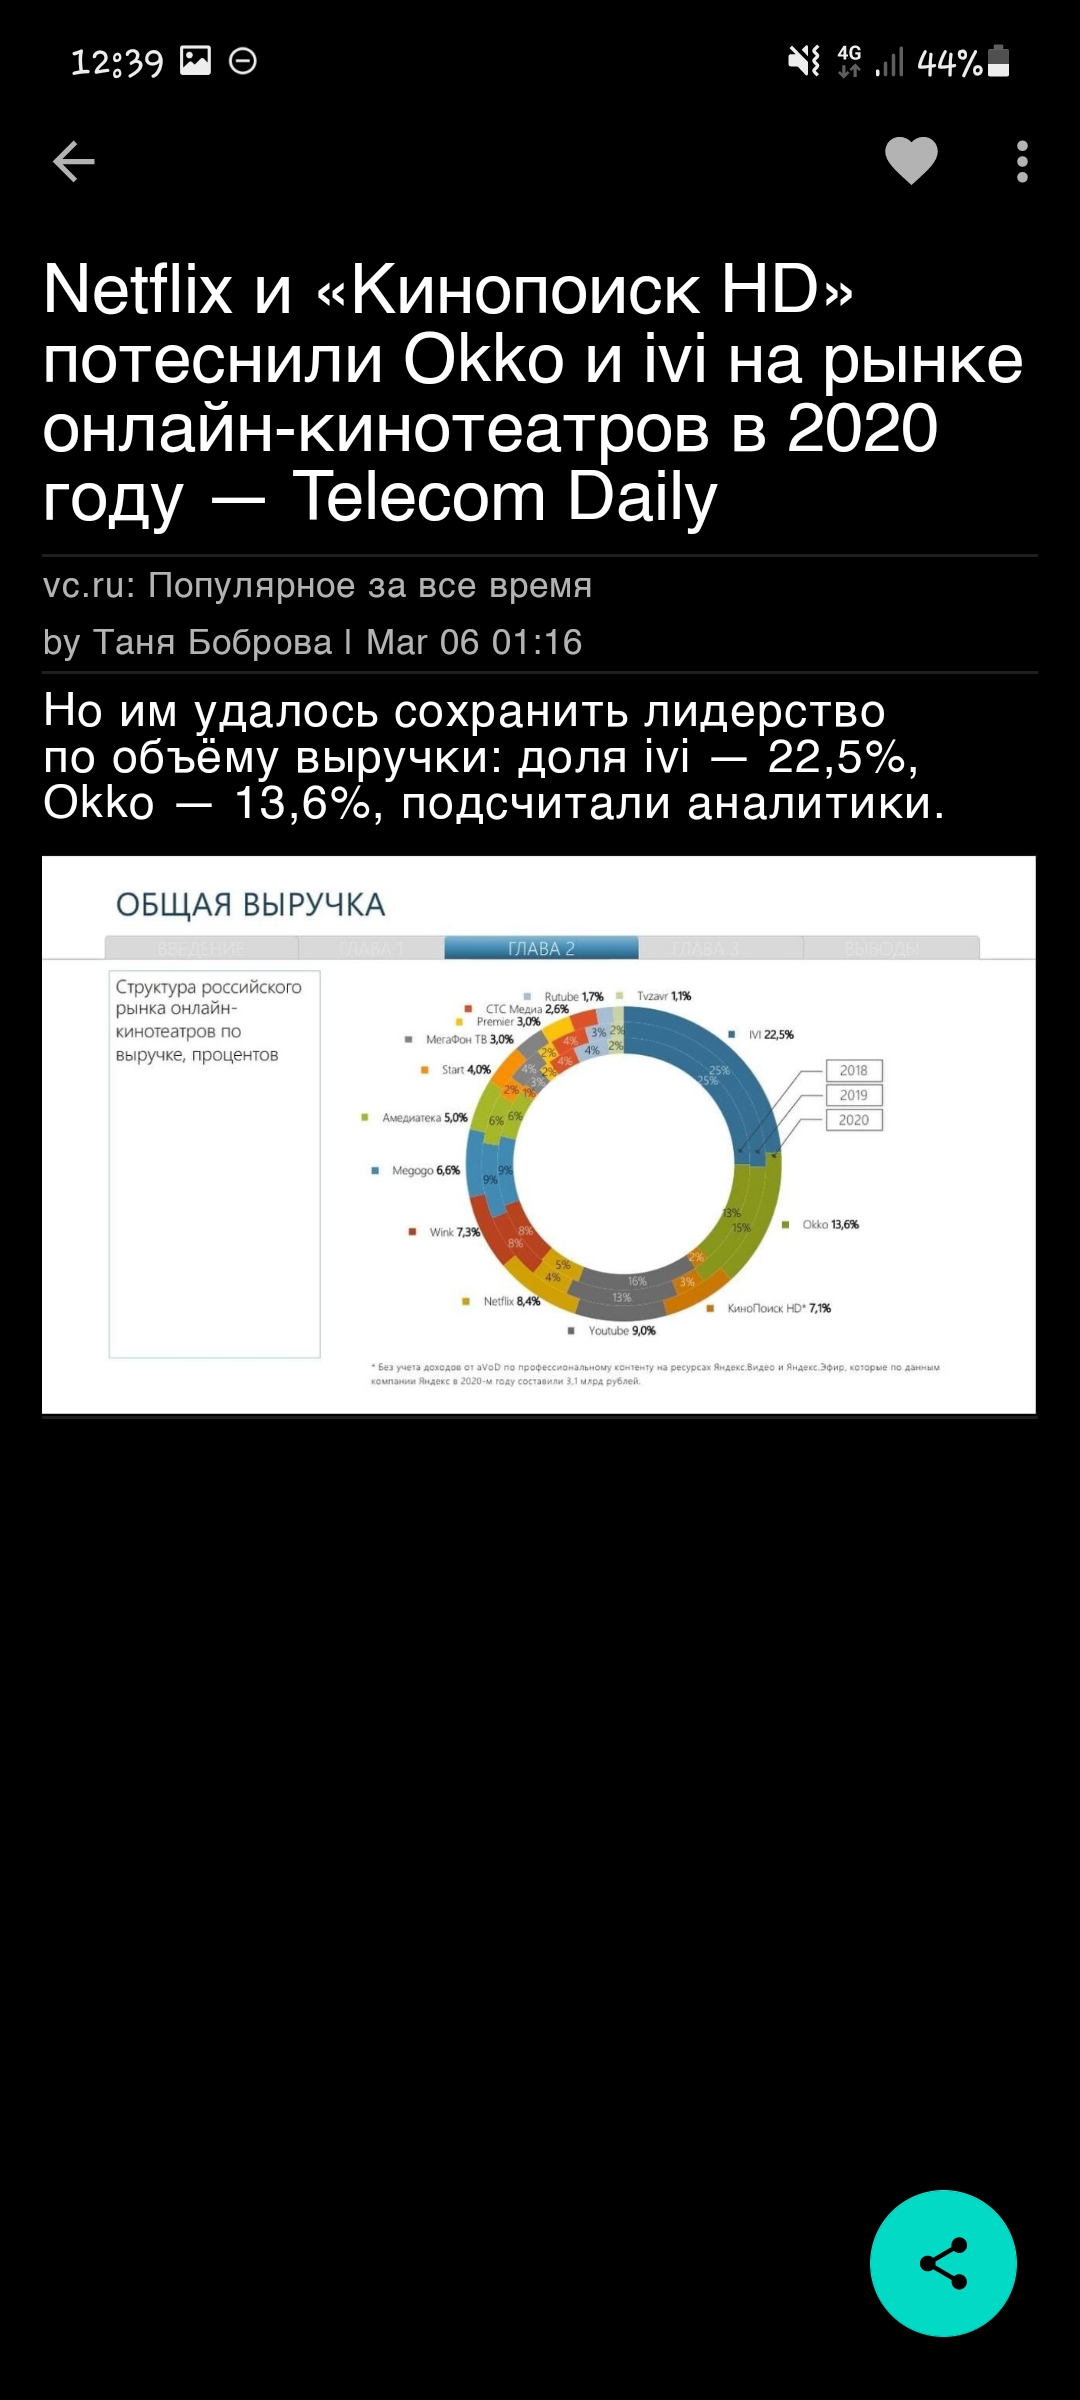 12:39
4G
44%
Netflix и «Кинопоиск HD»
потеснили Okko и ivi на рынке
онлайн-кинотеатров в 2020
году — Telecom Daily
vc.ru: Популярное за все время
by Таня Боброва | Mar 06 01:16
Но им удалось сохранить лидерство
по объёму выручки: доля ivi — 22,5%,
Okko — 13,6%, подсчитали аналитики.
ОБЩАЯ ВЫРУЧКА
ВВЕДЕНИЕ ГЛАВА 1 ГЛАВА 2 ГЛАВА 3 ВЫВОДЫ
Структура российского
рынка онлайн-
кинотеатров по
выручке, процентов
Rutube 1,7%
Tvzavr 1,1%
СТС Медиа 2,6%
Premier 3,0%
МегаФон ТВ 3,0%
Start 4,0%
Амедиатека 5,0%
Megogo 6,6%
Wink 7,3%
Netflix 8,4%
Youtube 9,0%
КиноПоиск HD* 7,1%
Okko 13,6%
IVI 22,5%
2018
2019
2020
3% 2%
4% 2%
4%
4%
2%
2%
4%
3%
2% 1%
6% 6%
9%
9%
8%
8%
5%
4%
16%
13%
2%
3%
13%
15%
25%
25%
* Без учета доходов от aVoD по профессиональному контенту на ресурсах Яндекс.Видео и Яндекс.Эфир, которые по данным
компании Яндекс в 2020-м году составили 3,1 млрд рублей.